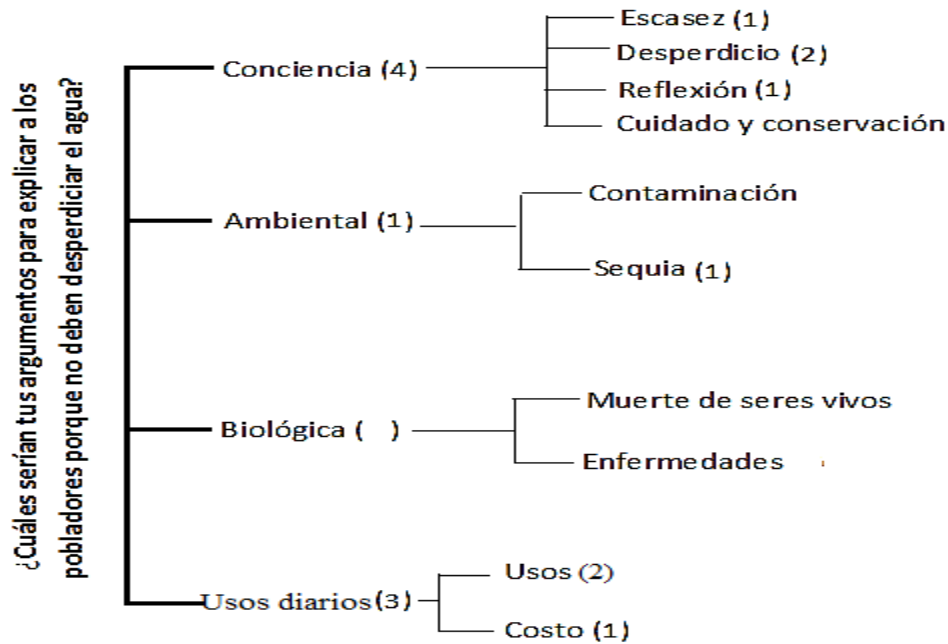 ¿Cuáles serían tus argumentos para explicar a los
pobladores porque no deben desperdiciar el agua?
Conciencia (4)
Escasez (1)
Desperdicio (2)
Reflexión (1)
Cuidado y conservación
Ambiental (1)
Contaminación
Sequia (1)
Biológica ( )
Muerte de seres vivos
Enfermedades
Usos diarios (3)
Usos (2)
Costo (1)